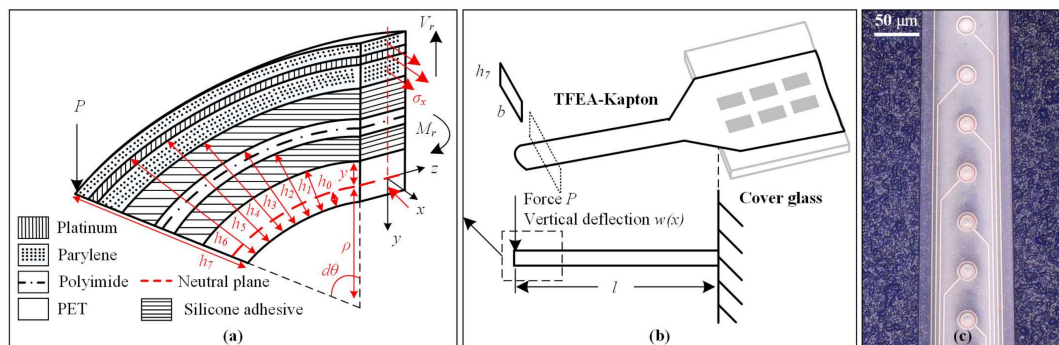 V_r
P
σ_x
M_r
z
x
y
y
h_0
h_1
h_2
h_3
h_4
h_5
h_6
h_7
ρ
dθ
Platinum
Parylene
Polyimide
Neutral plane
PET
Silicone adhesive
(a)
h_7
b
TFEA-Kapton
Cover glass
Force P
Vertical deflection w(x)
l
(b)
50 μm
(c)